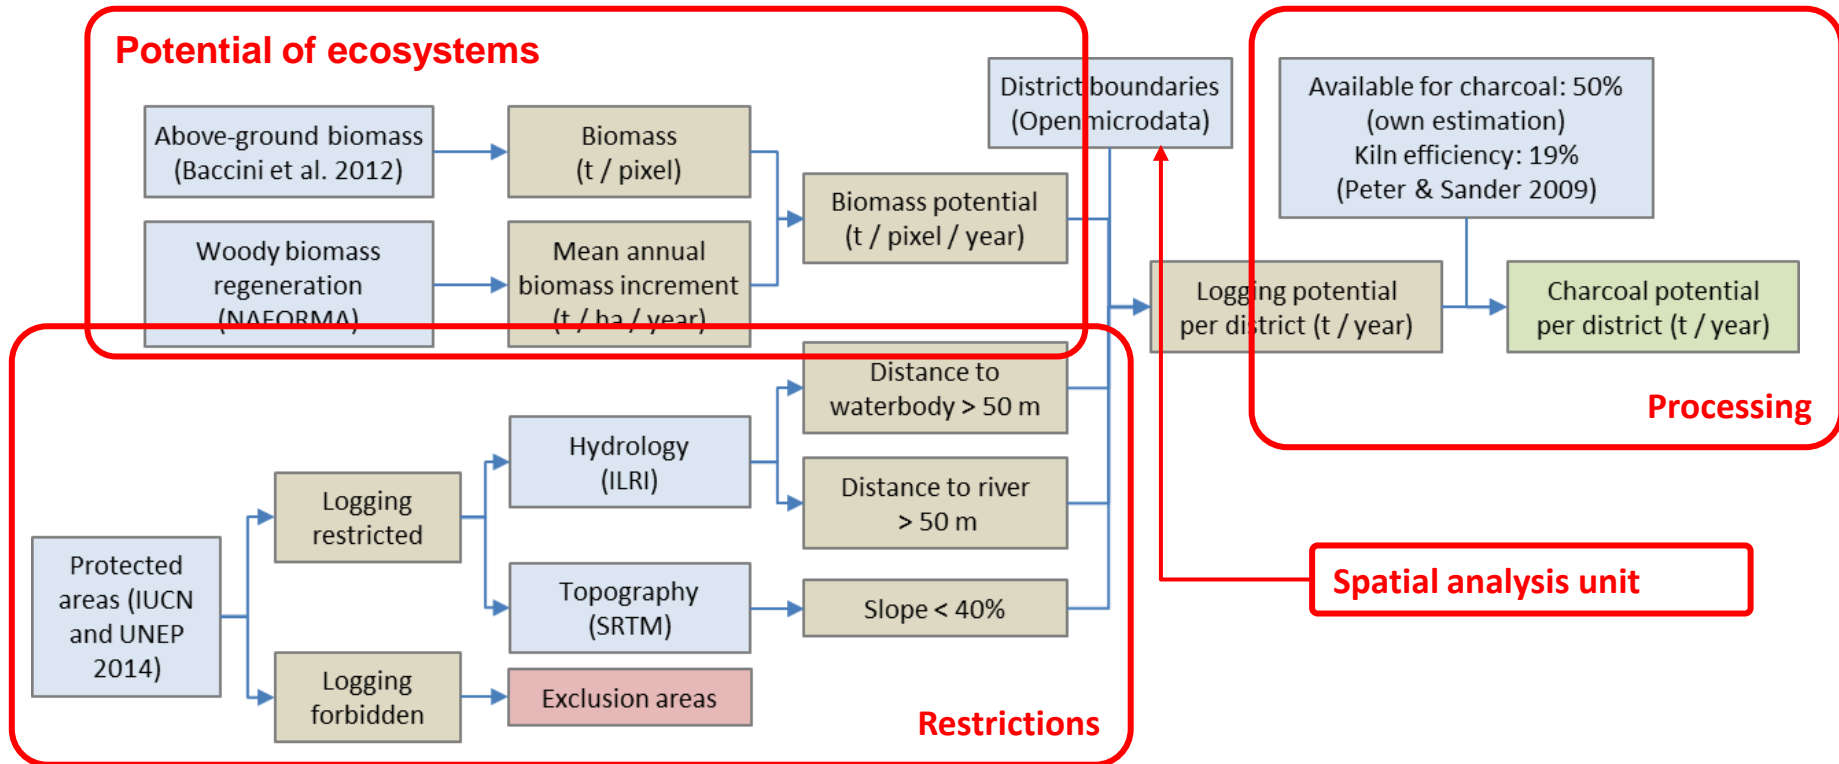 Potential of ecosystems
Above-ground biomass
(Baccini et al. 2012)
Biomass
(t / pixel)
Woody biomass
regeneration
(NAFORMA)
Mean annual
biomass increment
(t / ha / year)
Biomass potential
(t / pixel / year)
District boundaries
(Openmicrodata)
Available for charcoal: 50%
(own estimation)
Kiln efficiency: 19%
(Peter & Sander 2009)
Logging potential
per district (t / year)
Charcoal potential
per district (t / year)
Processing
Distance to
waterbody > 50 m
Hydrology
(ILRI)
Distance to river
> 50 m
Logging
restricted
Protected
areas (IUCN
and UNEP
2014)
Topography
(SRTM)
Slope < 40%
Spatial analysis unit
Logging
forbidden
Exclusion areas
Restrictions